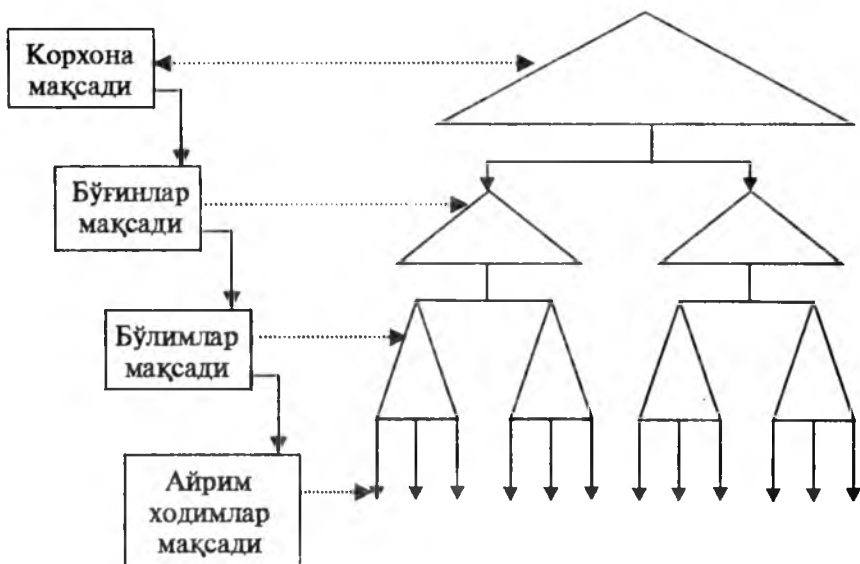 Корхона
мақсади
Бўғинлар
мақсади
Бўлимлар
мақсади
Айрим
ходимлар
мақсади